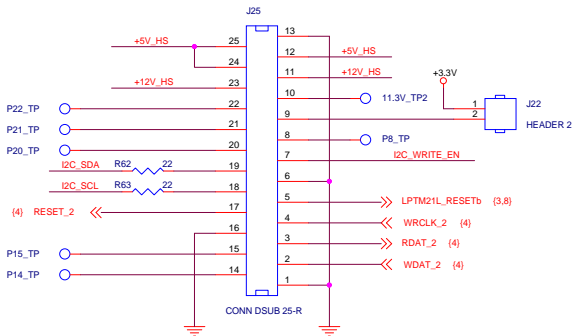 J25
+5V_HS 25 13
24 12 +5V_HS
+12V_HS 23 11 +12V_HS
+3.3V
P22_TP 22 10 11.3V_TP2
1 J22
P21_TP 21 9 2
HEADER 2
P20_TP 20 8 P8_TP
I2C_SDA R62 22 19 7 I2C_WRITE_EN
I2C_SCL R63 22 18 6
{4} RESET_2 17 5 LPTM21L_RESETb {3,8}
16 4 WRCLK_2 {4}
P15_TP 15 3 RDAT_2 {4}
P14_TP 14 2 WDAT_2 {4}
1
CONN DSUB 25-R